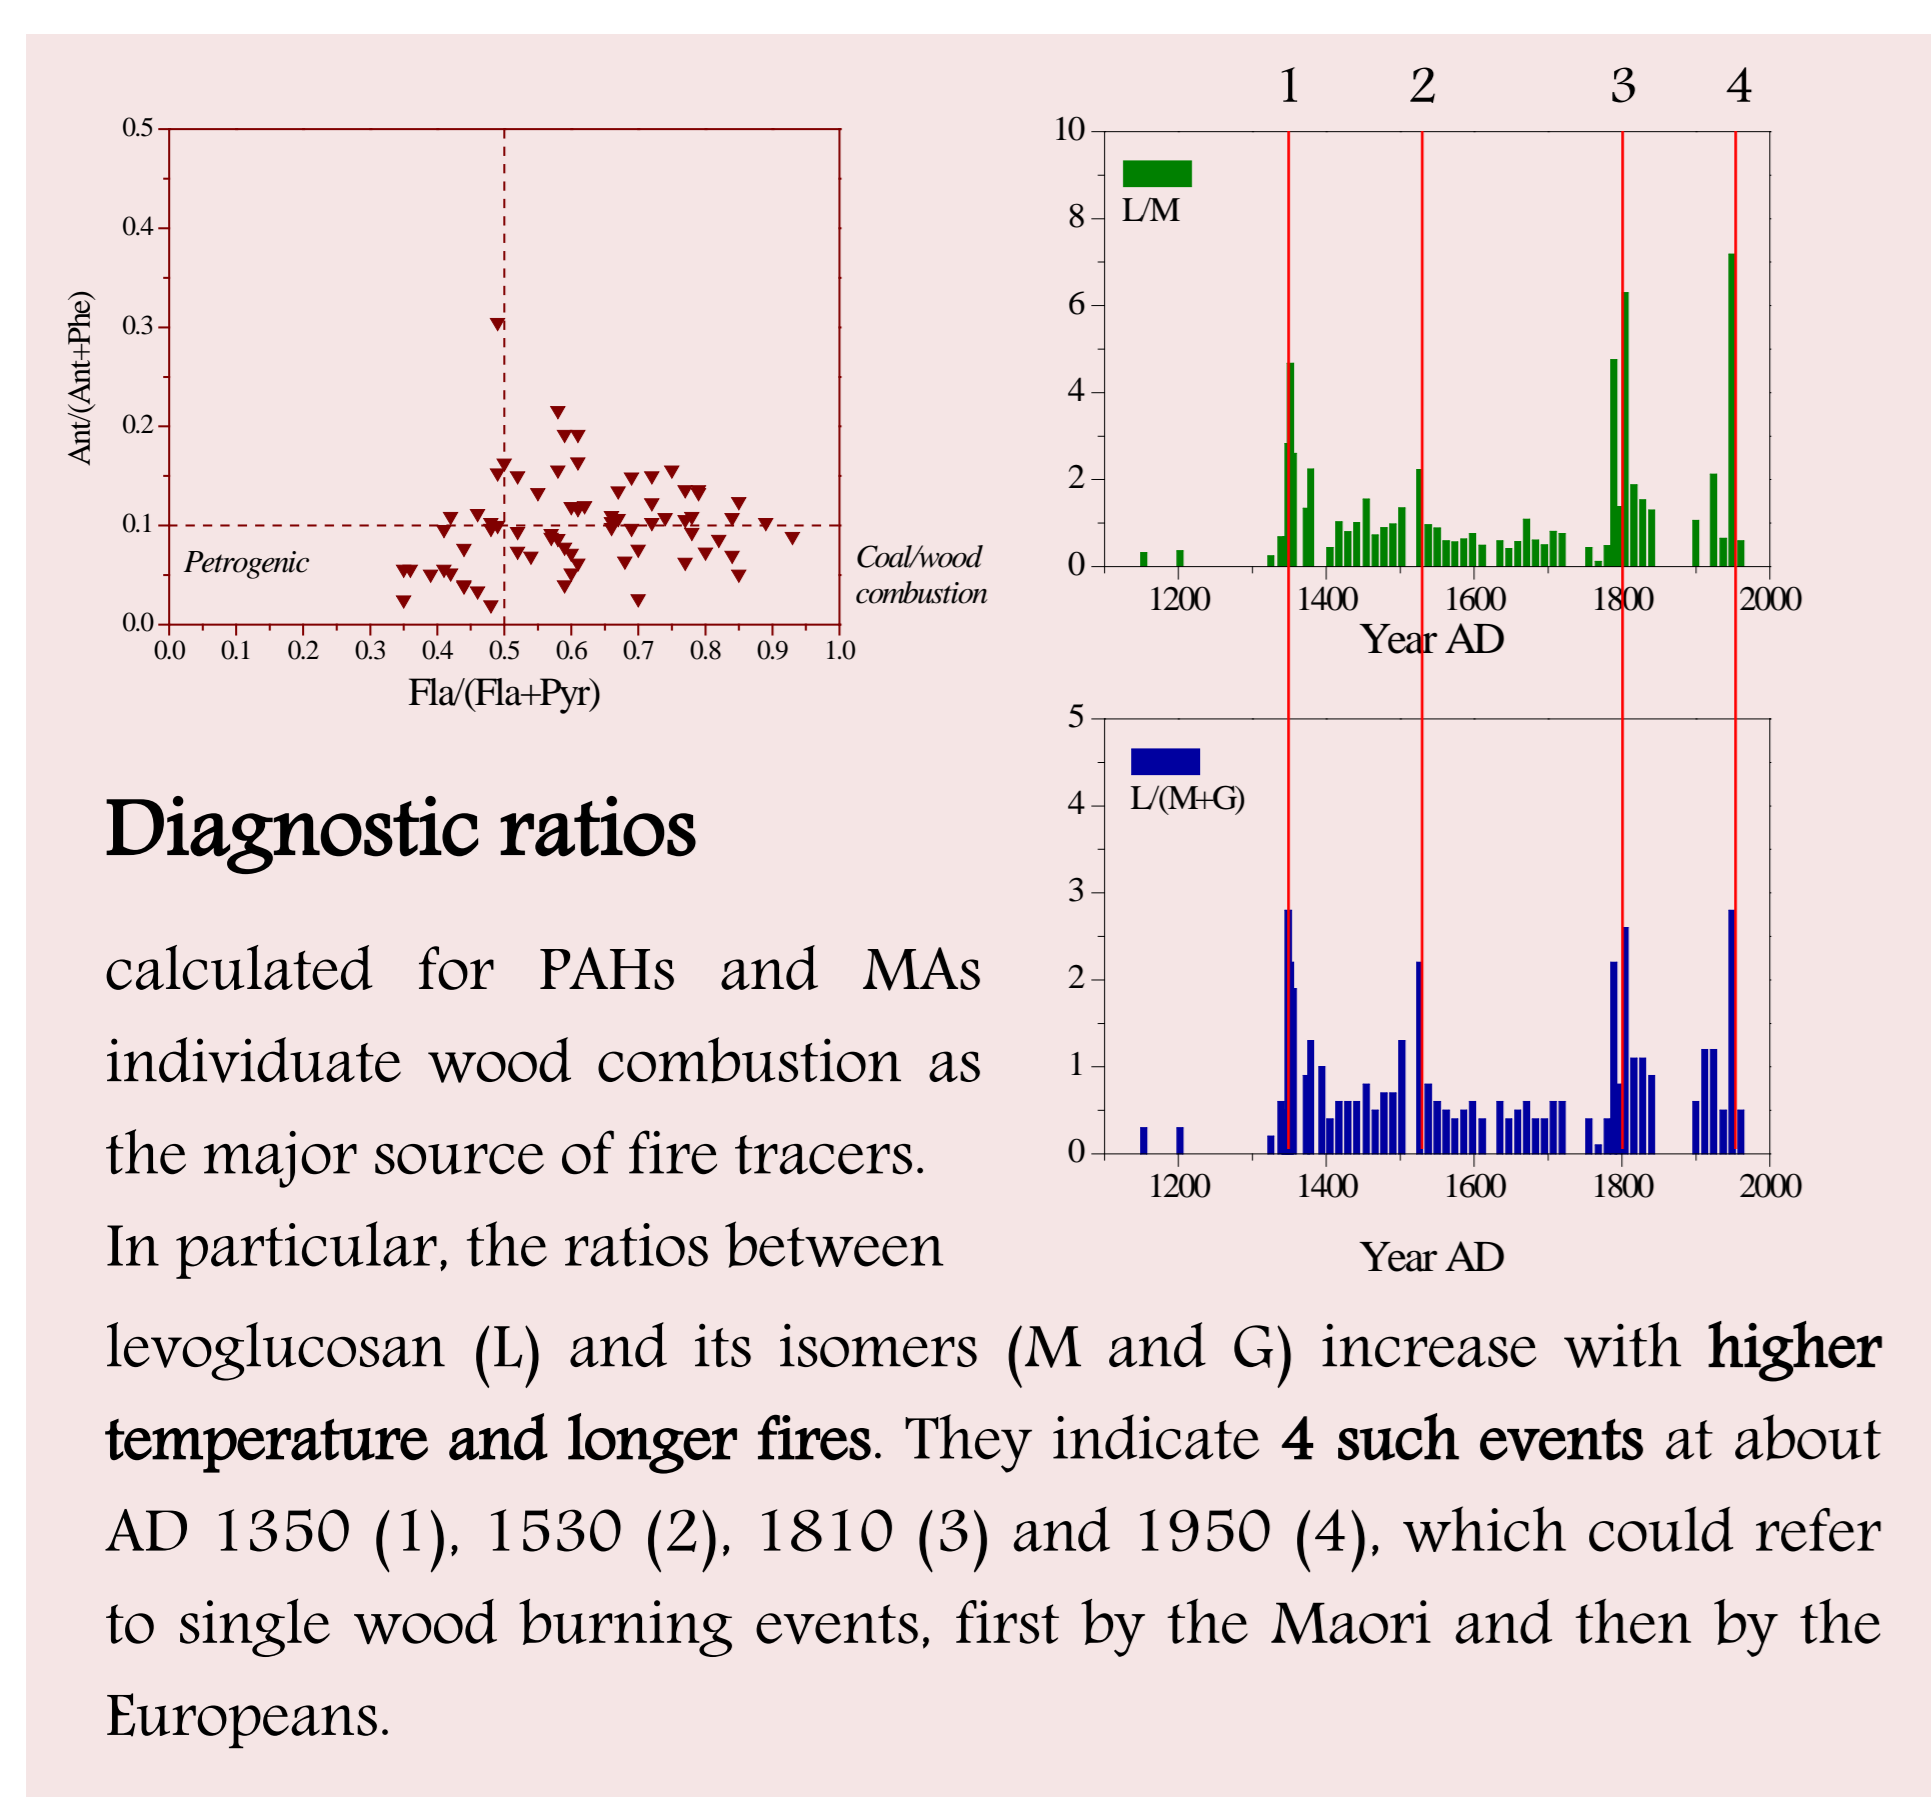 0.5
0.4
0.3
0.2
0.1
0.0
Ant/(Ant+Phe)
Petrogenic
Coal/wood
combustion
0.0 0.1 0.2 0.3 0.4 0.5 0.6 0.7 0.8 0.9 1.0
Fla/(Fla+Pyr)
1 2 3 4
10
8
6
4
2
0
L/M
1200 1400 1600 1800 2000
Year AD
5
4
3
2
1
0
L/(M+G)
1200 1400 1600 1800 2000
Year AD
Diagnostic ratios
calculated for PAHs and MAs
individuate wood combustion as
the major source of fire tracers.
In particular, the ratios between
levoglucosan (L) and its isomers (M and G) increase with higher
temperature and longer fires. They indicate 4 such events at about
AD 1350 (1), 1530 (2), 1810 (3) and 1950 (4), which could refer
to single wood burning events, first by the Maori and then by the
Europeans.